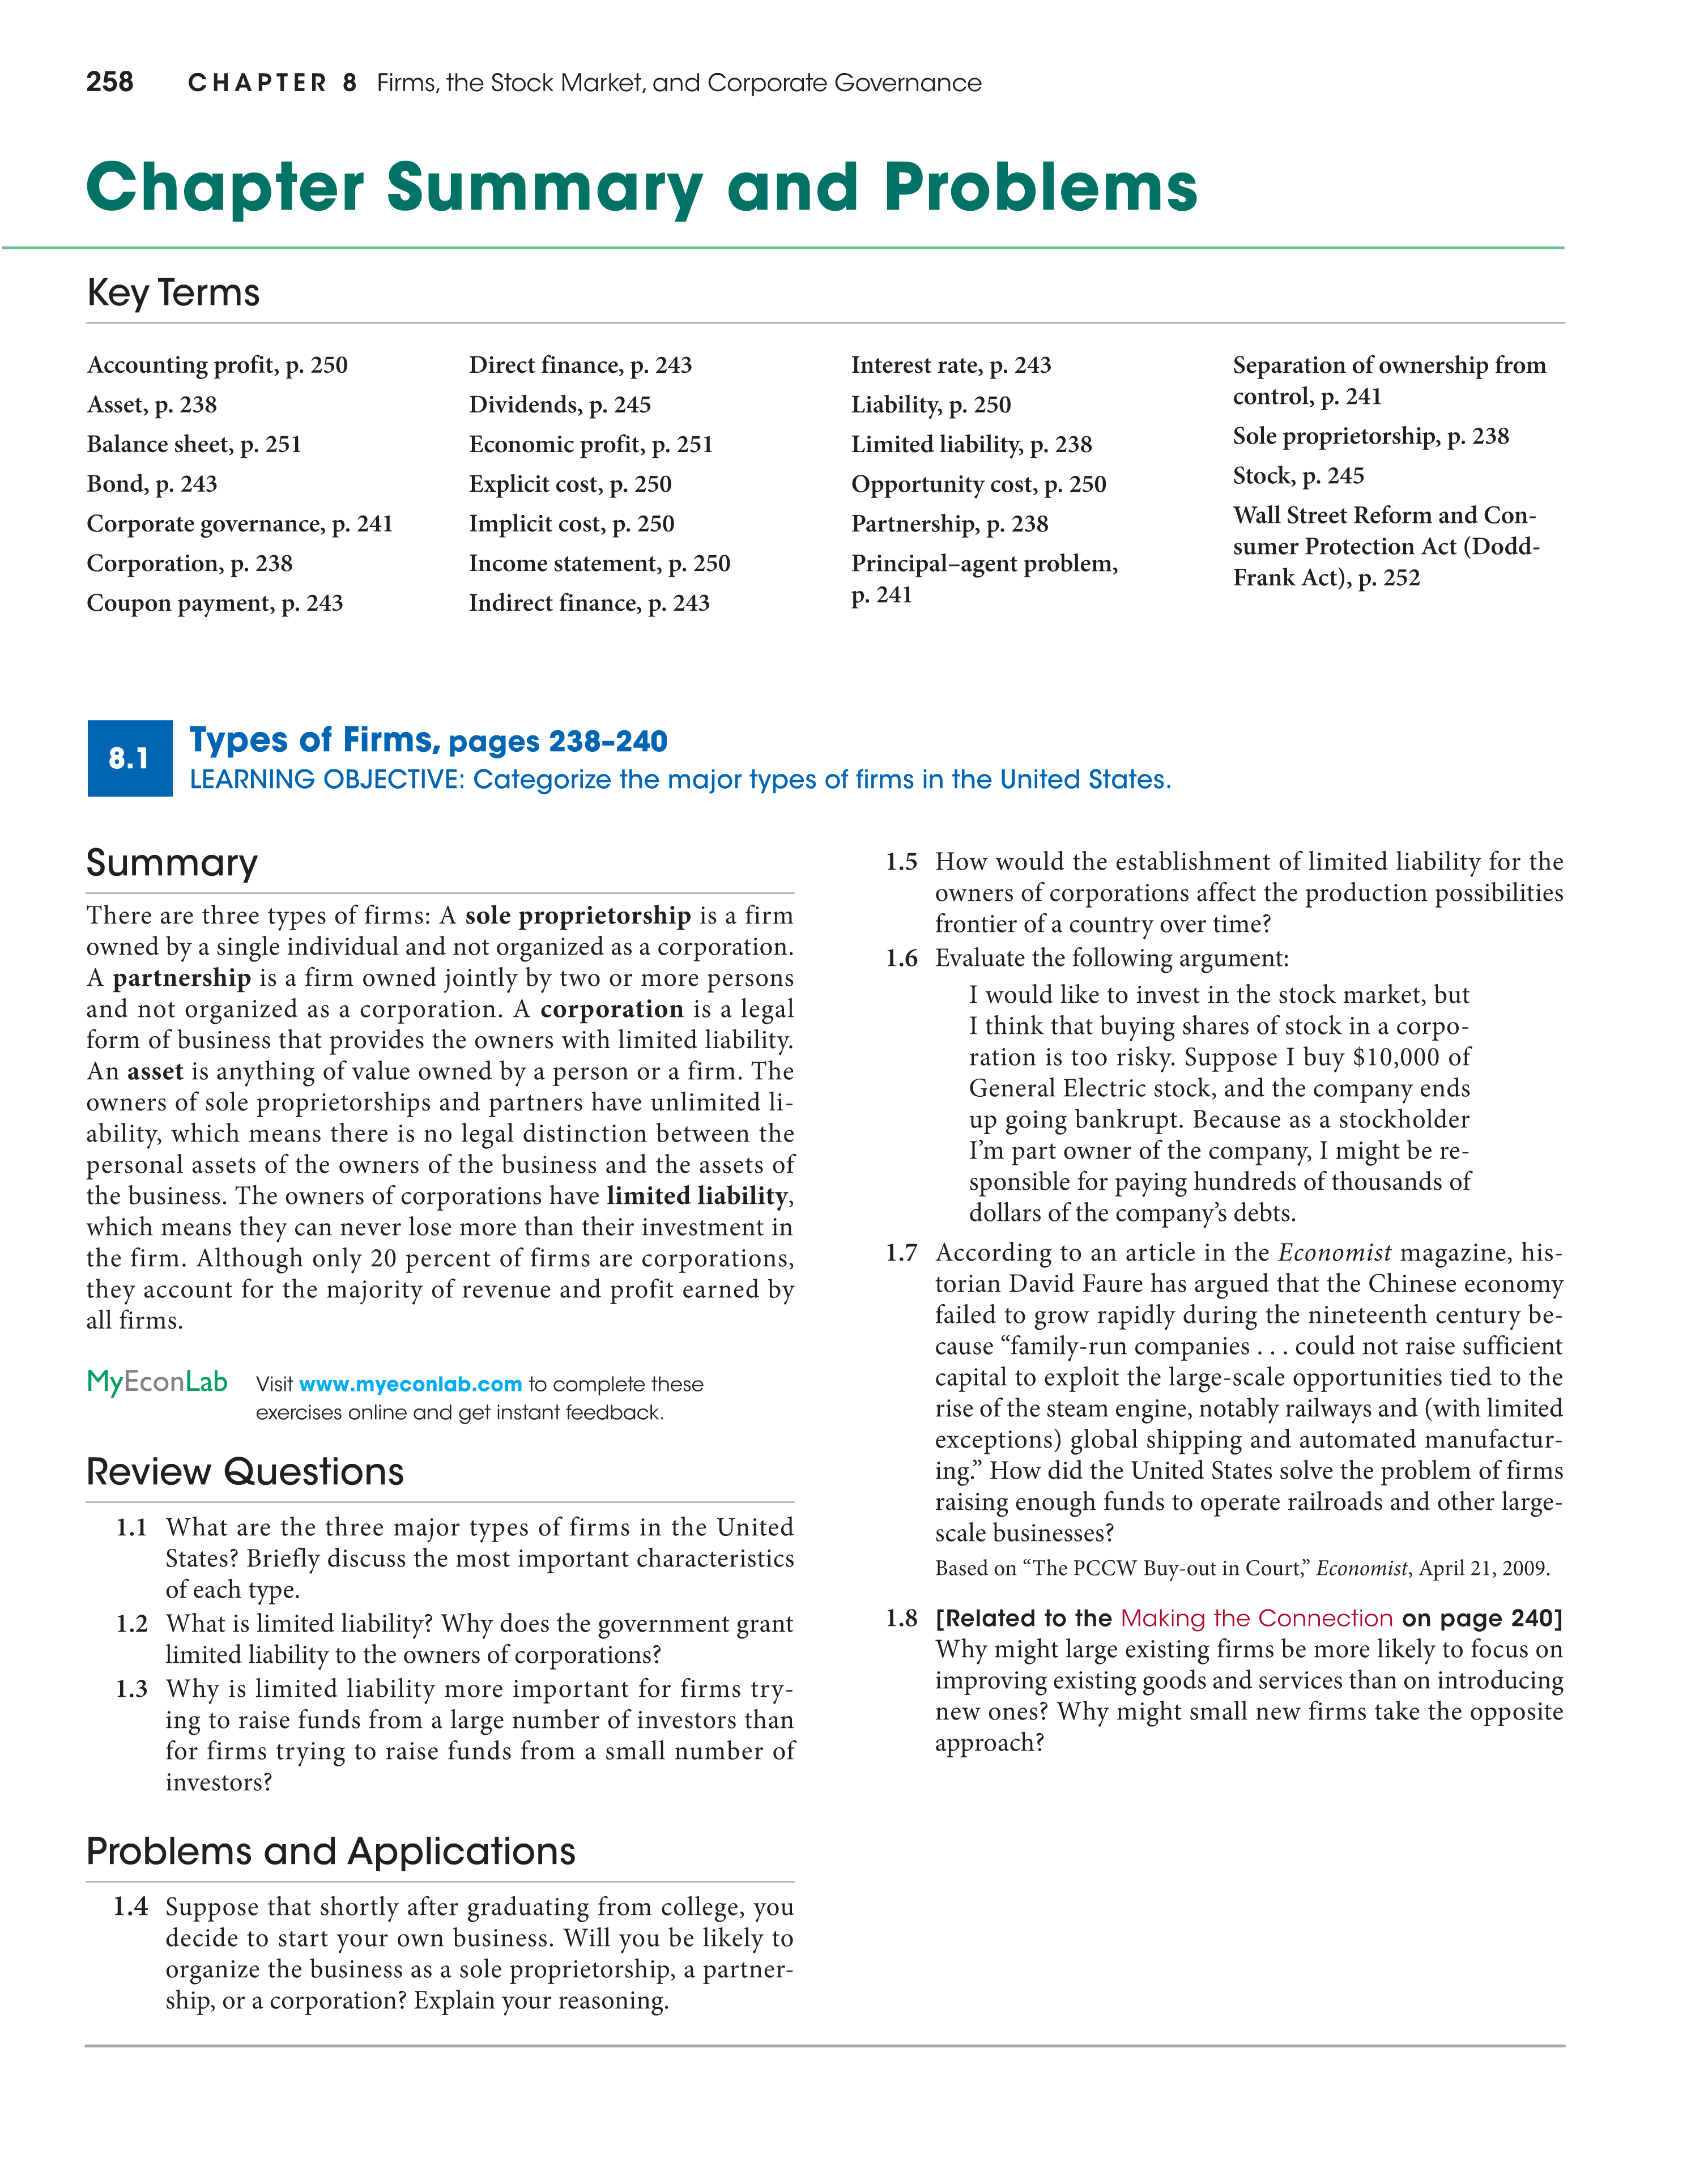 258 CHAPTER 8 Firms, the Stock Market, and Corporate Governance
Chapter Summary and Problems
Key Terms
Accounting profit, p. 250
Asset, p. 238
Balance sheet, p. 251
Bond, p. 243
Corporate governance, p. 241
Corporation, p. 238
Coupon payment, p. 243
Direct finance, p. 243
Dividends, p. 245
Economic profit, p. 251
Explicit cost, p. 250
Implicit cost, p. 250
Income statement, p. 250
Indirect finance, p. 243
Interest rate, p. 243
Liability, p. 250
Limited liability, p. 238
Opportunity cost, p. 250
Partnership, p. 238
Principal–agent problem,
p. 241
Separation of ownership from
control, p. 241
Sole proprietorship, p. 238
Stock, p. 245
Wall Street Reform and Con-
sumer Protection Act (Dodd-
Frank Act), p. 252
8.1 Types of Firms, pages 238–240
LEARNING OBJECTIVE: Categorize the major types of firms in the United States.
Summary
There are three types of firms: A sole proprietorship is a firm
owned by a single individual and not organized as a corporation.
A partnership is a firm owned jointly by two or more persons
and not organized as a corporation. A corporation is a legal
form of business that provides the owners with limited liability.
An asset is anything of value owned by a person or a firm. The
owners of sole proprietorships and partners have unlimited li-
ability, which means there is no legal distinction between the
personal assets of the owners of the business and the assets of
the business. The owners of corporations have limited liability,
which means they can never lose more than their investment in
the firm. Although only 20 percent of firms are corporations,
they account for the majority of revenue and profit earned by
all firms.
MyEconLab Visit www.myeconlab.com to complete these
exercises online and get instant feedback.
Review Questions
1.1 What are the three major types of firms in the United
States? Briefly discuss the most important characteristics
of each type.
1.2 What is limited liability? Why does the government grant
limited liability to the owners of corporations?
1.3 Why is limited liability more important for firms try-
ing to raise funds from a large number of investors than
for firms trying to raise funds from a small number of
investors?
Problems and Applications
1.4 Suppose that shortly after graduating from college, you
decide to start your own business. Will you be likely to
organize the business as a sole proprietorship, a partner-
ship, or a corporation? Explain your reasoning.
1.5 How would the establishment of limited liability for the
owners of corporations affect the production possibilities
frontier of a country over time?
1.6 Evaluate the following argument:
I would like to invest in the stock market, but
I think that buying shares of stock in a corpo-
ration is too risky. Suppose I buy $10,000 of
General Electric stock, and the company ends
up going bankrupt. Because as a stockholder
I’m part owner of the company, I might be re-
sponsible for paying hundreds of thousands of
dollars of the company’s debts.
1.7 According to an article in the Economist magazine, his-
torian David Faure has argued that the Chinese economy
failed to grow rapidly during the nineteenth century be-
cause “family-run companies . . . could not raise sufficient
capital to exploit the large-scale opportunities tied to the
rise of the steam engine, notably railways and (with limited
exceptions) global shipping and automated manufactur-
ing.” How did the United States solve the problem of firms
raising enough funds to operate railroads and other large-
scale businesses?
Based on “The PCCW Buy-out in Court,” Economist, April 21, 2009.
1.8 [Related to the Making the Connection on page 240]
Why might large existing firms be more likely to focus on
improving existing goods and services than on introducing
new ones? Why might small new firms take the opposite
approach?